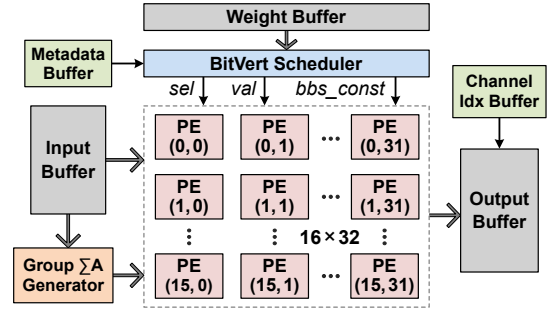 Weight Buffer
Metadata
Buffer
BitVert Scheduler
sel val bbs_const
Channel
Idx Buffer
Input
Buffer
PE
(0, 0)
PE
(0, 1)
...
PE
(0, 31)
PE
(1, 0)
PE
(1, 1)
...
PE
(1, 31)
Output
Buffer
⋮ ⋮ 16×32 ⋮
Group ∑A
Generator
PE
(15, 0)
PE
(15, 1)
...
PE
(15, 31)